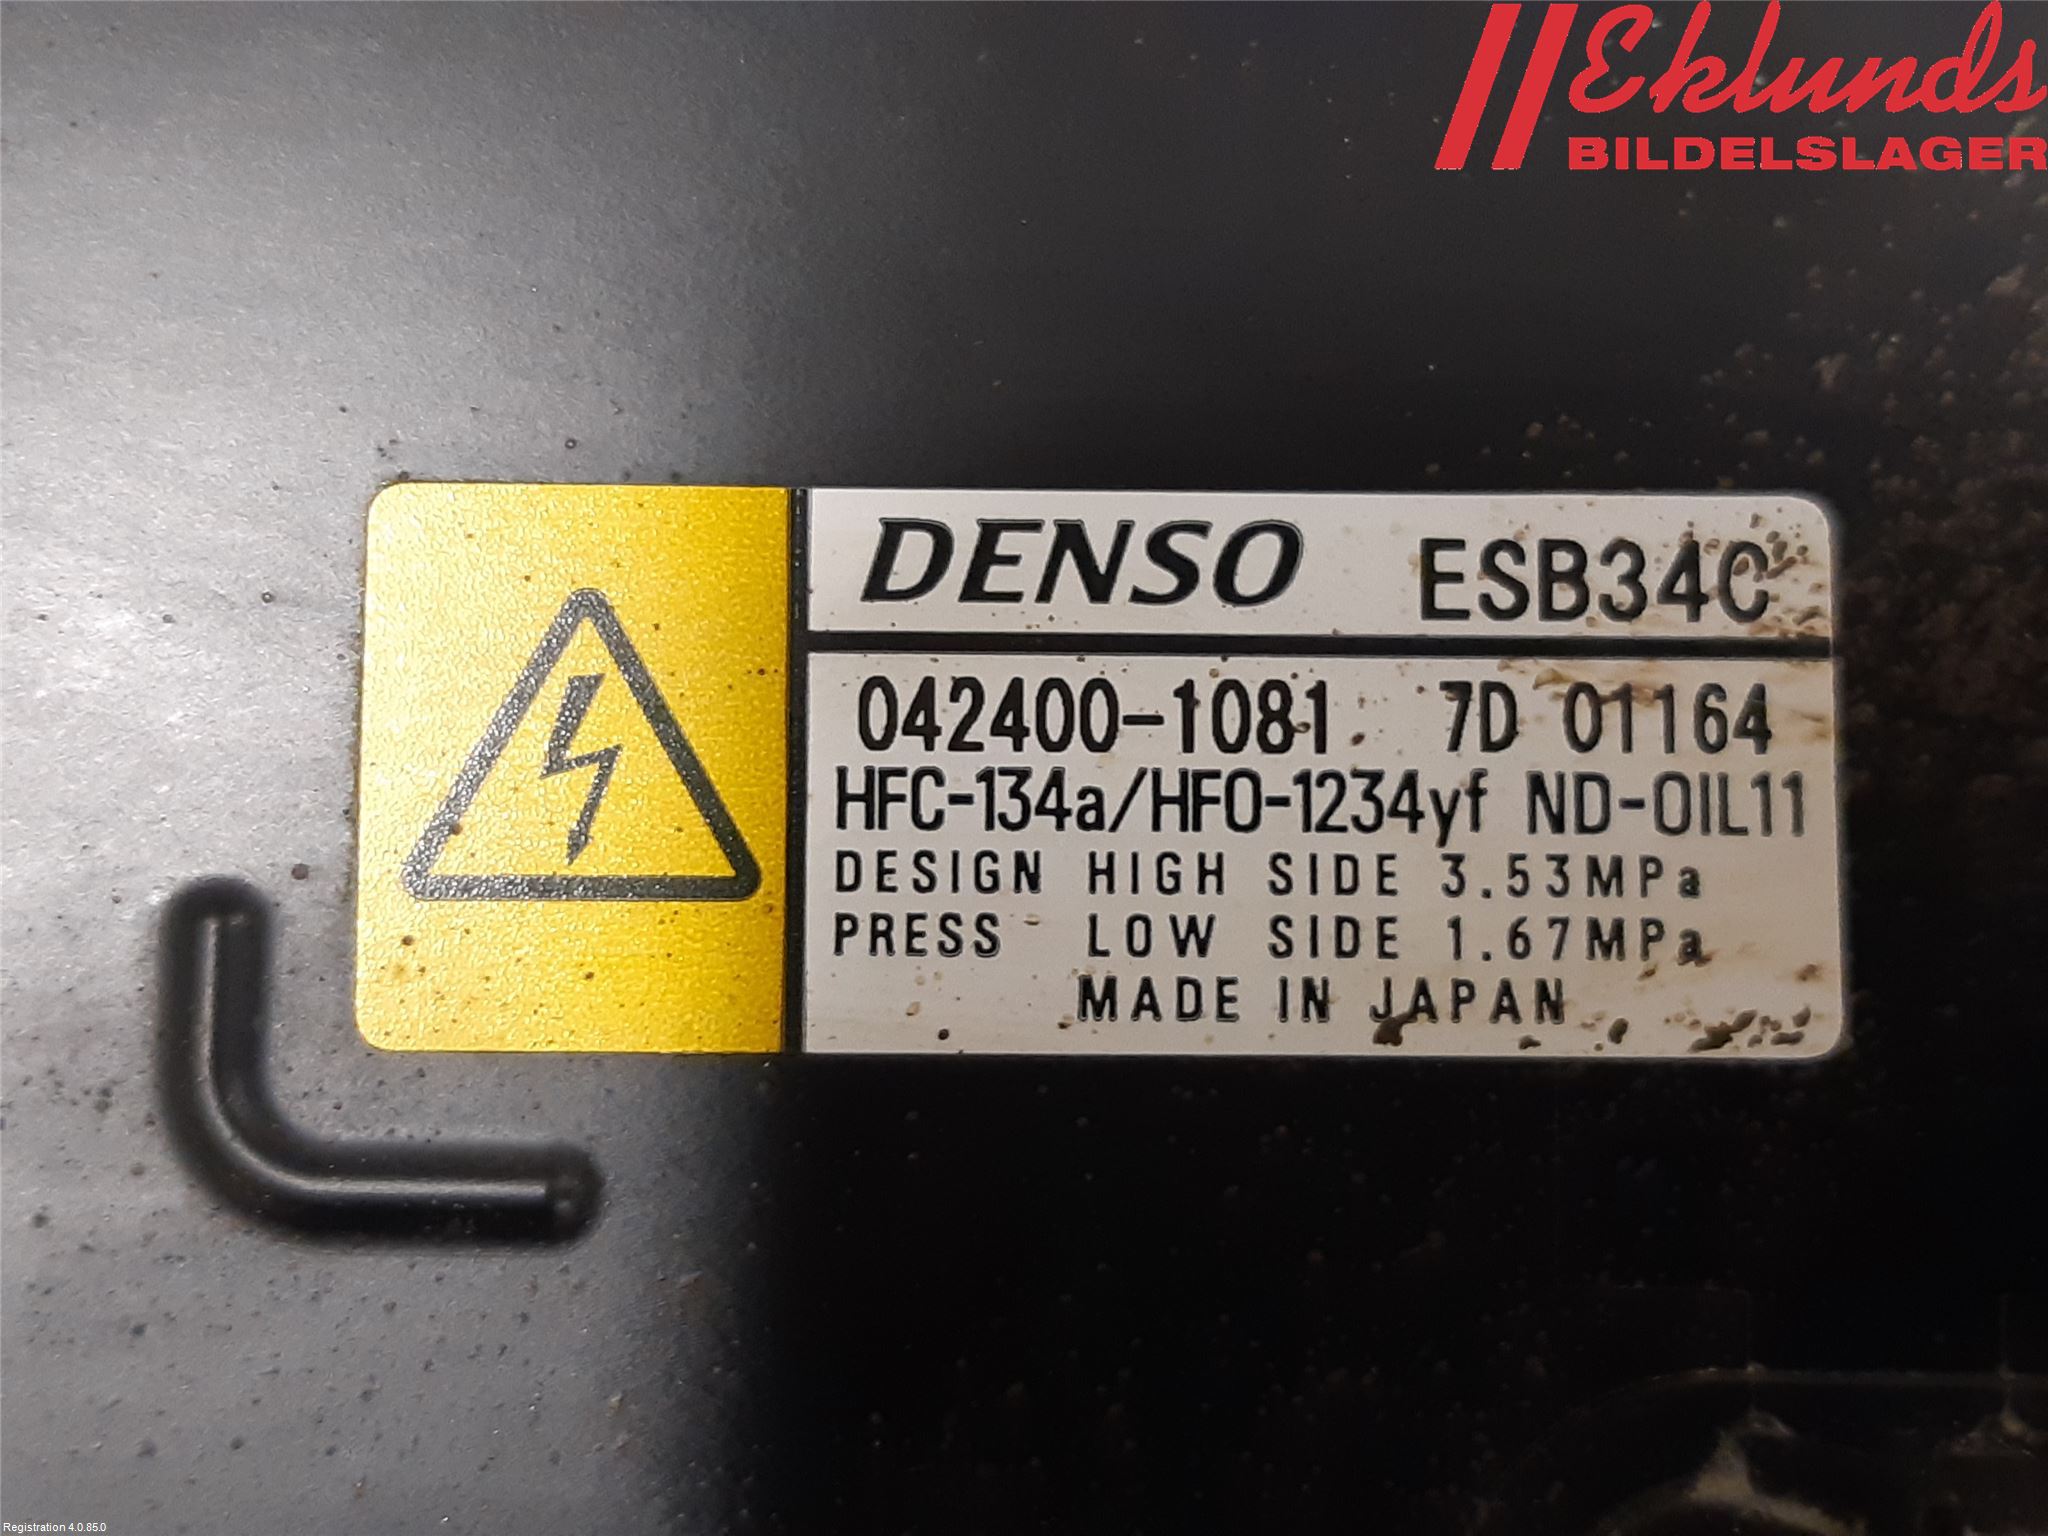 Eklunds
BILDELSLAGER
DENSO ESB34C
042400-1081 7D 01164
HFC-134a/HFO-1234yf ND-OIL11
DESIGN HIGH SIDE 3.53MPa
PRESS LOW SIDE 1.67MPa
MADE IN JAPAN
Registration 4.0.85.0